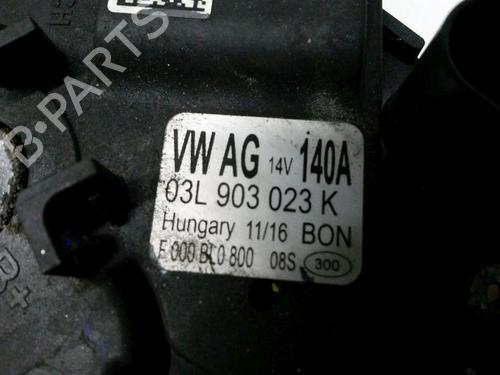 B-PARTS
VW AG 14V 140A
03L 903 023 K
Hungary 11/16 BON
F 000 BL0 800 08S 300
B+